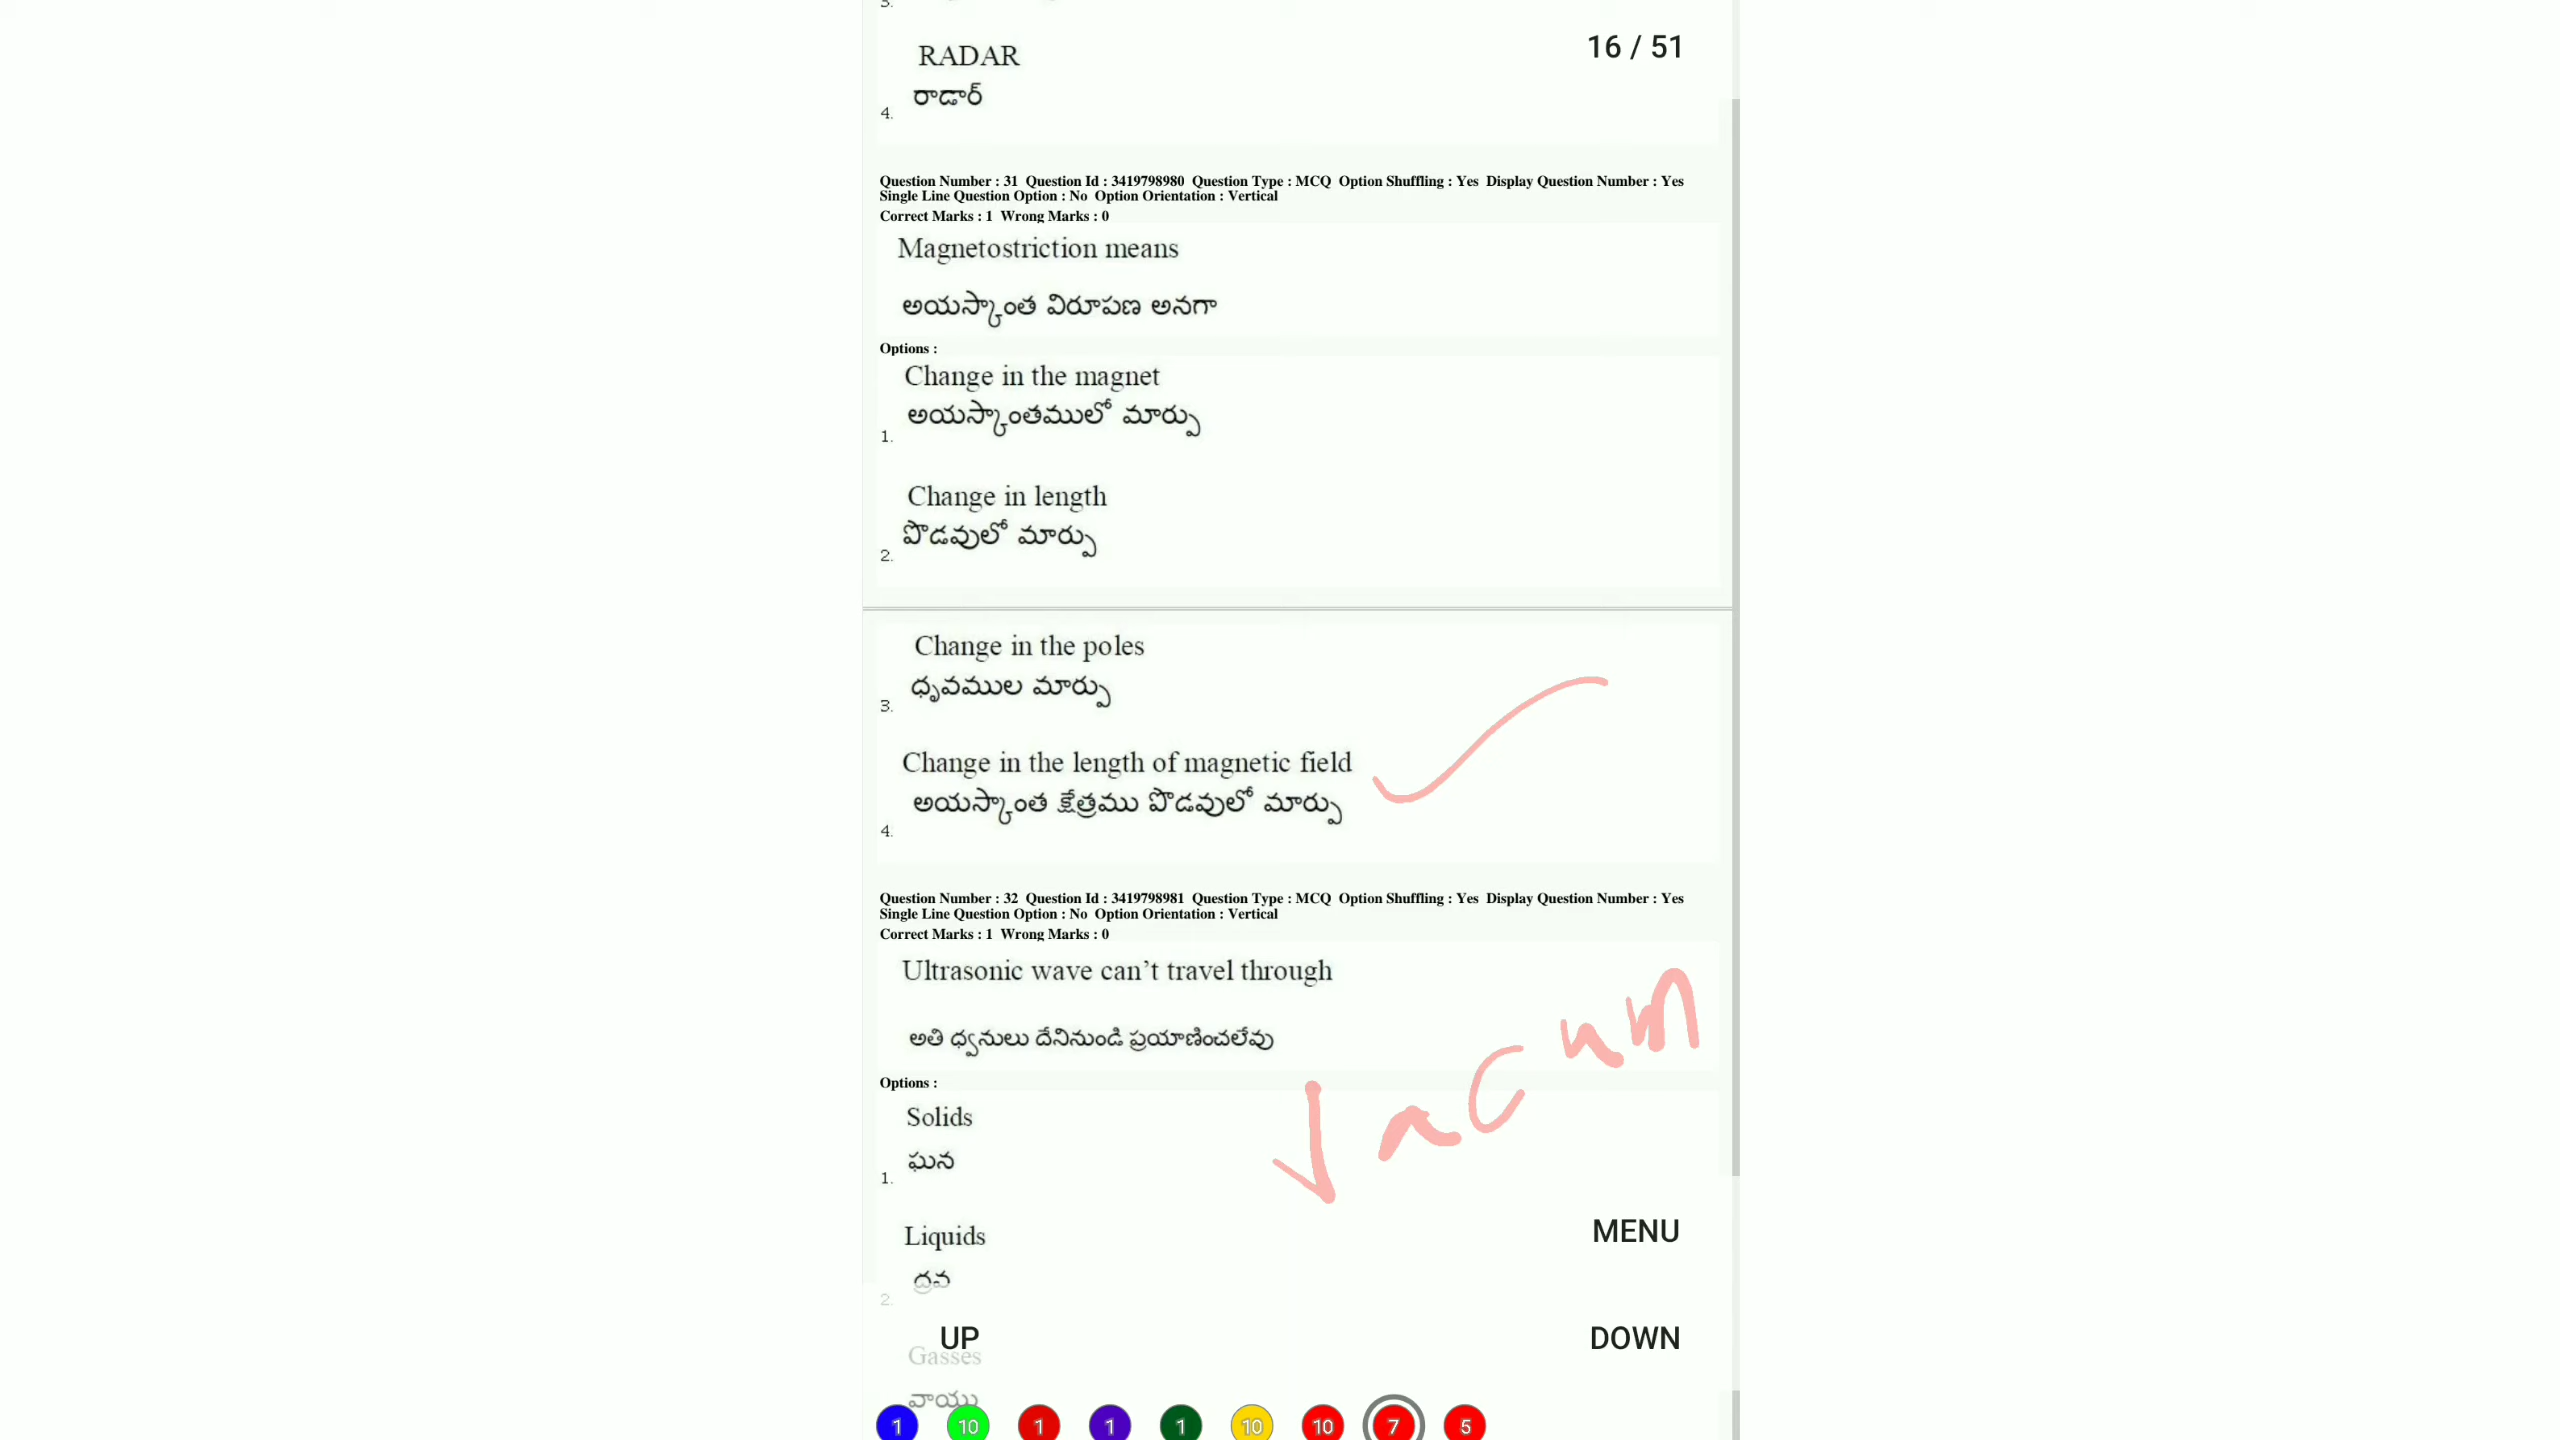 RADAR
16 / 51
రాడార్
4.
Question Number : 31 Question Id : 3419798980 Question Type : MCQ Option Shuffling : Yes Display Question Number : Yes
Single Line Question Option : No Option Orientation : Vertical
Correct Marks : 1 Wrong Marks : 0
Magnetostriction means
అయస్కాంత విరూపణ అనగా
Options :
Change in the magnet
అయస్కాంతములో మార్పు
1.
Change in length
పొడవులో మార్పు
2.
Change in the poles
ధృవముల మార్పు
3.
Change in the length of magnetic field
అయస్కాంత క్షేత్రము పొడవులో మార్పు
4.
Question Number : 32 Question Id : 3419798981 Question Type : MCQ Option Shuffling : Yes Display Question Number : Yes
Single Line Question Option : No Option Orientation : Vertical
Correct Marks : 1 Wrong Marks : 0
Ultrasonic wave can't travel through
అతి ధ్వనులు దేనినుండి ప్రయాణించలేవు
Vacum
Options :
Solids
ఘన
1.
Liquids
MENU
ద్రవ
2.
UP
DOWN
Gasses
వాయు
1 10 1 1 1 10 10 7 5